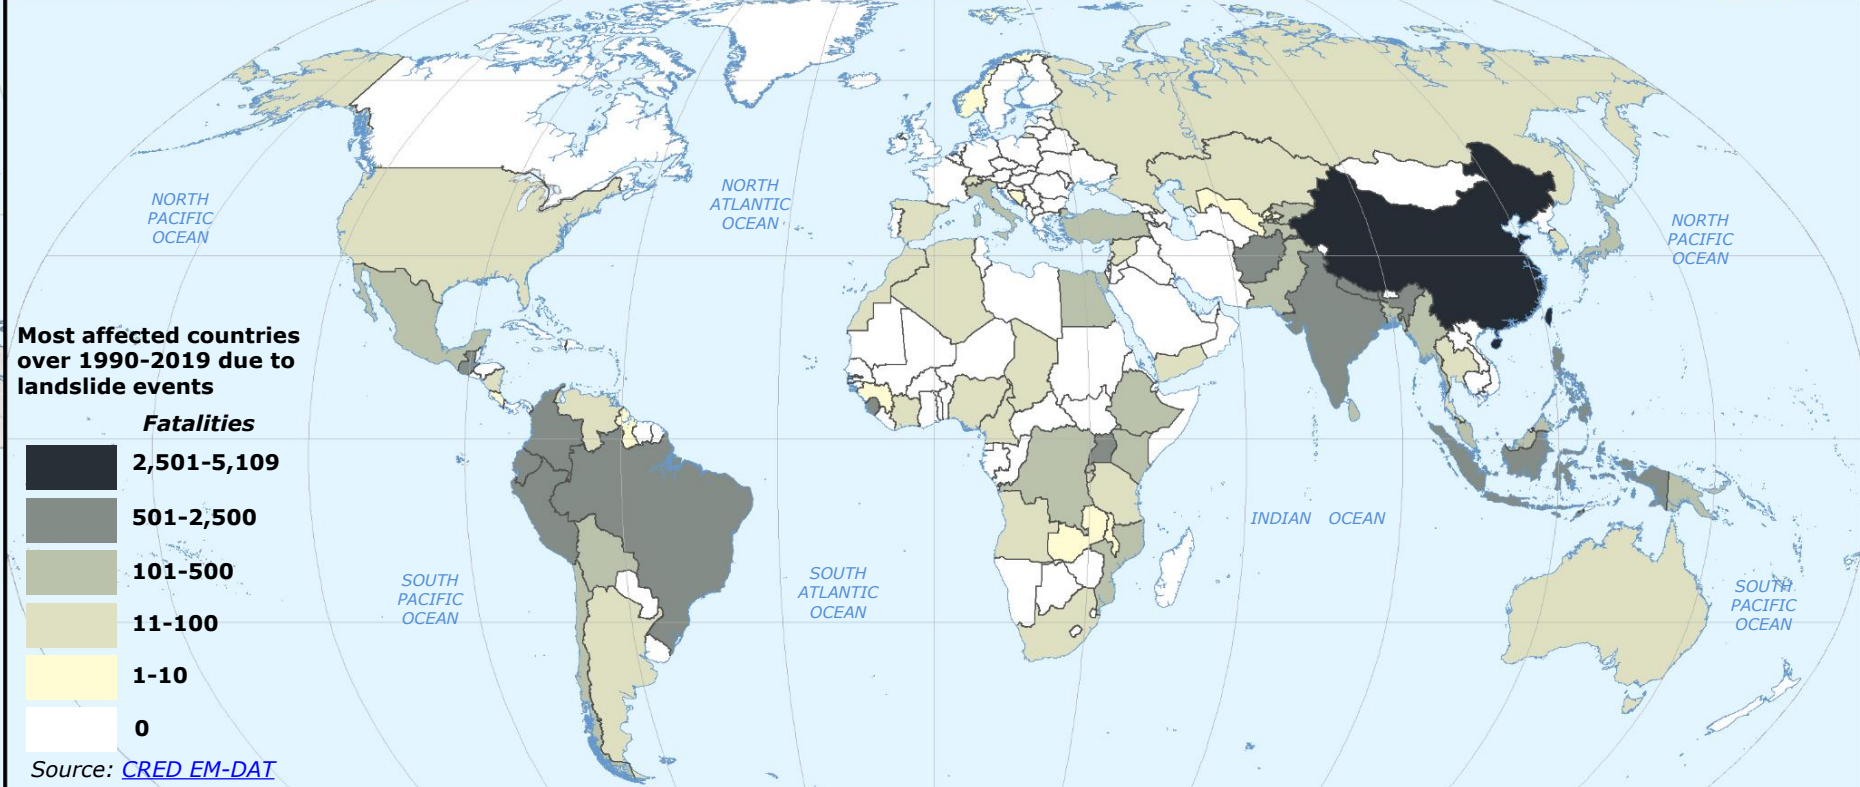 NORTH
PACIFIC
OCEAN
NORTH
ATLANTIC
OCEAN
NORTH
PACIFIC
OCEAN
Most affected countries
over 1990-2019 due to
landslide events
Fatalities
2,501-5,109
501-2,500
101-500
11-100
1-10
0
Source: CRED EM-DAT
SOUTH
PACIFIC
OCEAN
SOUTH
ATLANTIC
OCEAN
INDIAN OCEAN
SOUTH
PACIFIC
OCEAN